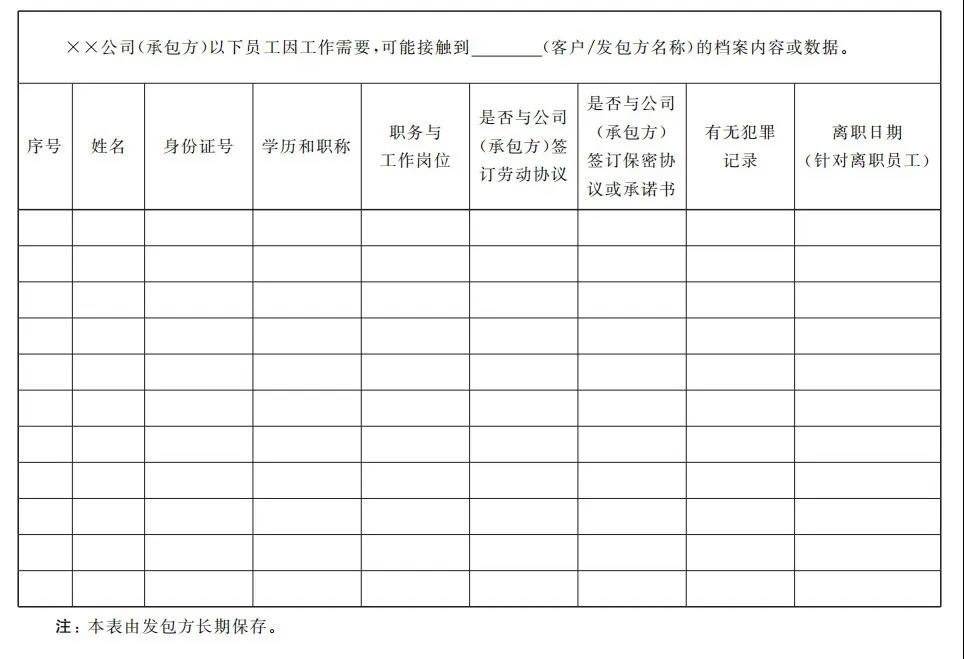 ××公司(承包方)以下员工因工作需要,可能接触到________(客户/发包方名称)的档案内容或数据。
序号
姓名
身份证号
学历和职称
职务与
工作岗位
是否与公司
(承包方)签
订劳动协议
是否与公司
(承包方)
签订保密协
议或承诺书
有无犯罪
记录
离职日期
(针对离职员工)
注:本表由发包方长期保存。